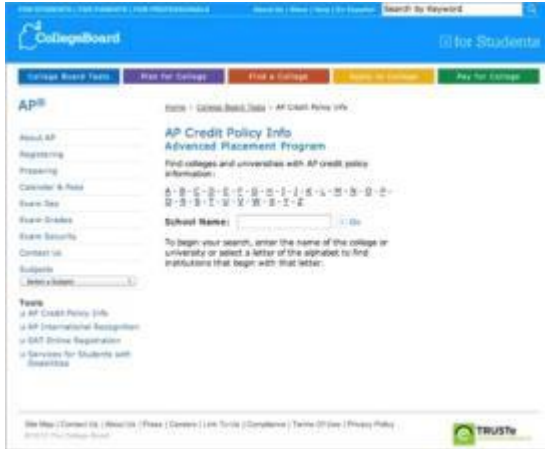 FOR STUDENTS | FOR PARENTS | FOR PROFESSIONALS
Search by Keyword
CollegeBoard
for Students
College Board Tests
Plan for College
Find a College
Apply to College
Pay for College
AP®
Home > College Board Tests > AP Credit Policy Info
AP Credit Policy Info
Advanced Placement Program
Find colleges and universities with AP credit policy
information:
A - B - C - D - E - F - G - H - I - J - K - L - M - N - O - P -
Q - R - S - T - U - V - W - X - Y - Z
School Name:
Go
To begin your search, enter the name of the college or
university or select a letter of the alphabet to find
institutions that begin with that letter.
About AP
Registering
Preparing
Calendar & Fees
Exam Day
Exam Grades
Exam Security
Contact Us
Subjects
Select a Subject
Tools
AP Credit Policy Info
AP International Recognition
SAT Online Registration
Services for Students with
Disabilities
Site Map | Contact Us | About Us | Press | Careers | Link To Us | Compliance | Terms Of Use | Privacy Policy
The College Board
TRUSTe